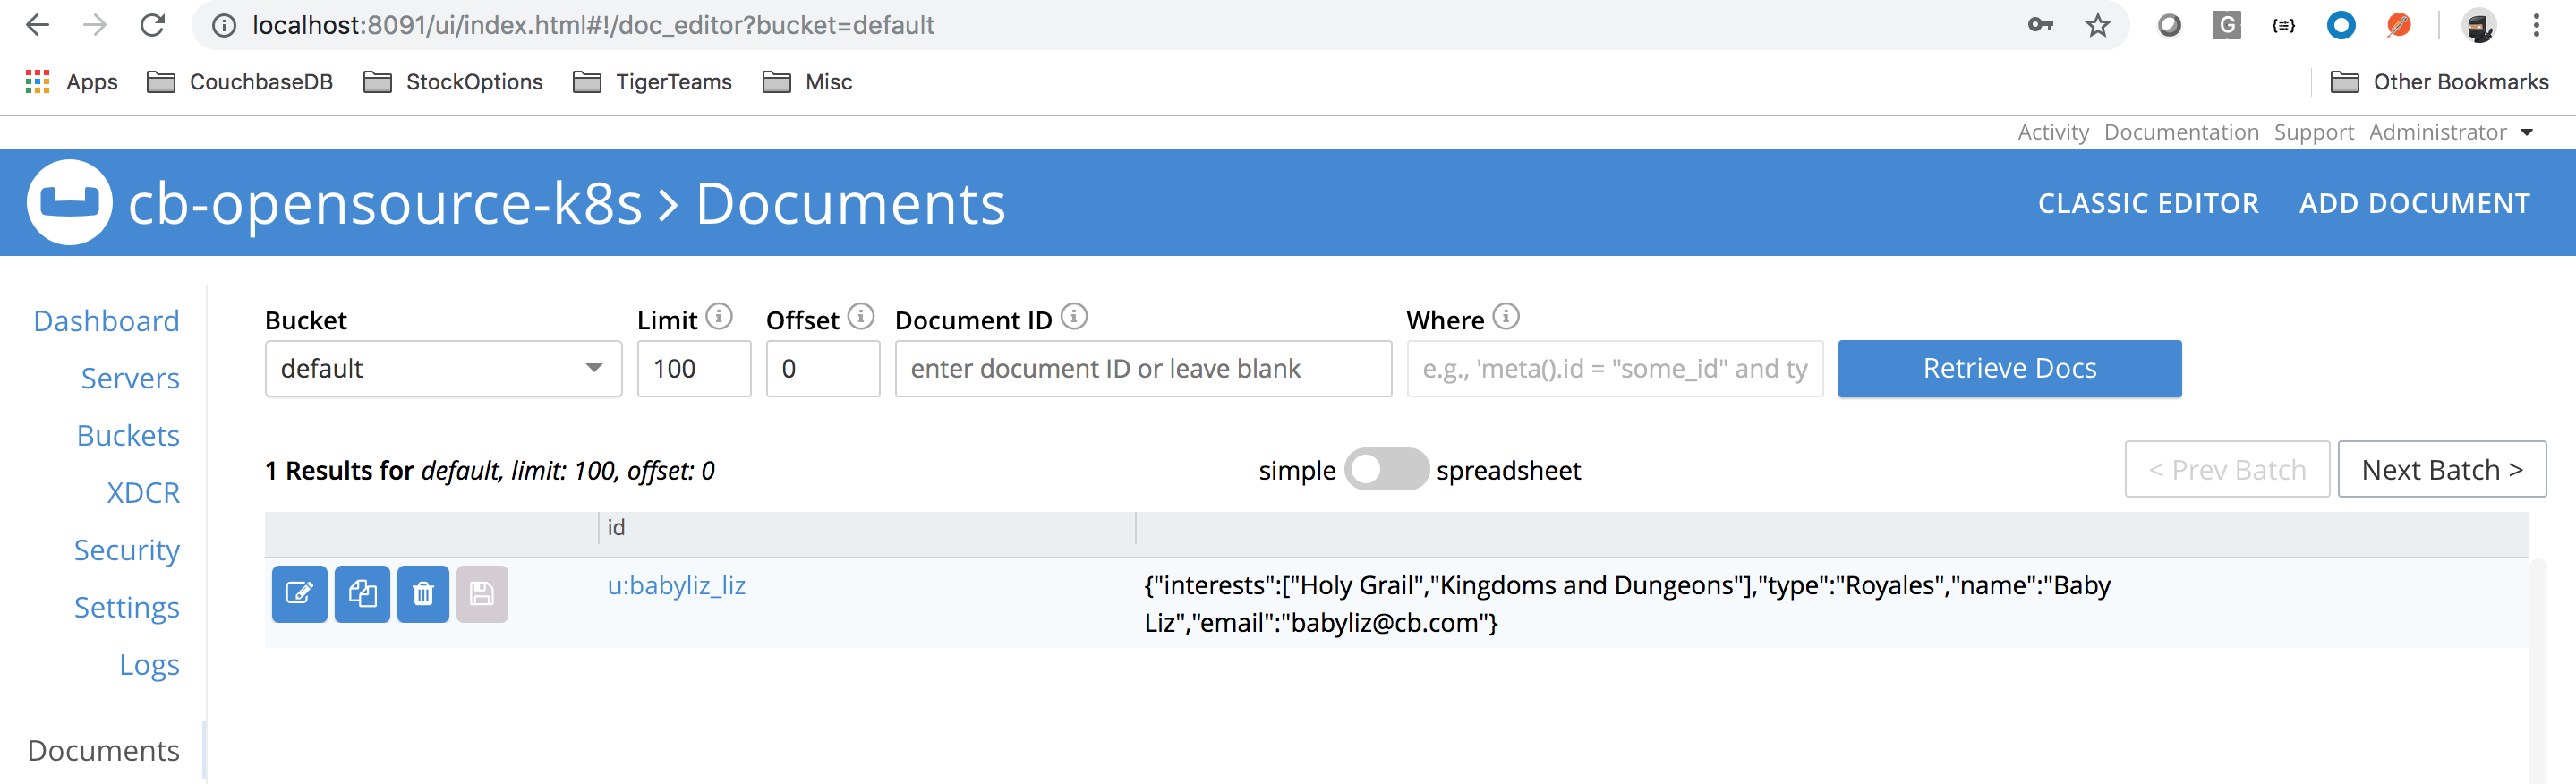 localhost:8091/ui/index.html#!/doc_editor?bucket=default
G
Apps CouchbaseDB StockOptions TigerTeams Misc Other Bookmarks
Activity Documentation Support Administrator
cb-opensource-k8s > Documents CLASSIC EDITOR ADD DOCUMENT
Dashboard
Servers
Buckets
XDCR
Security
Settings
Logs
Documents
Bucket Limit Offset Document ID Where
default 100 0 enter document ID or leave blank e.g., 'meta().id = "some_id" and ty Retrieve Docs
1 Results for default, limit: 100, offset: 0 simple spreadsheet < Prev Batch Next Batch >
id
u:babyliz_liz {"interests":["Holy Grail","Kingdoms and Dungeons"],"type":"Royales","name":"Baby
Liz","email":"babyliz@cb.com"}